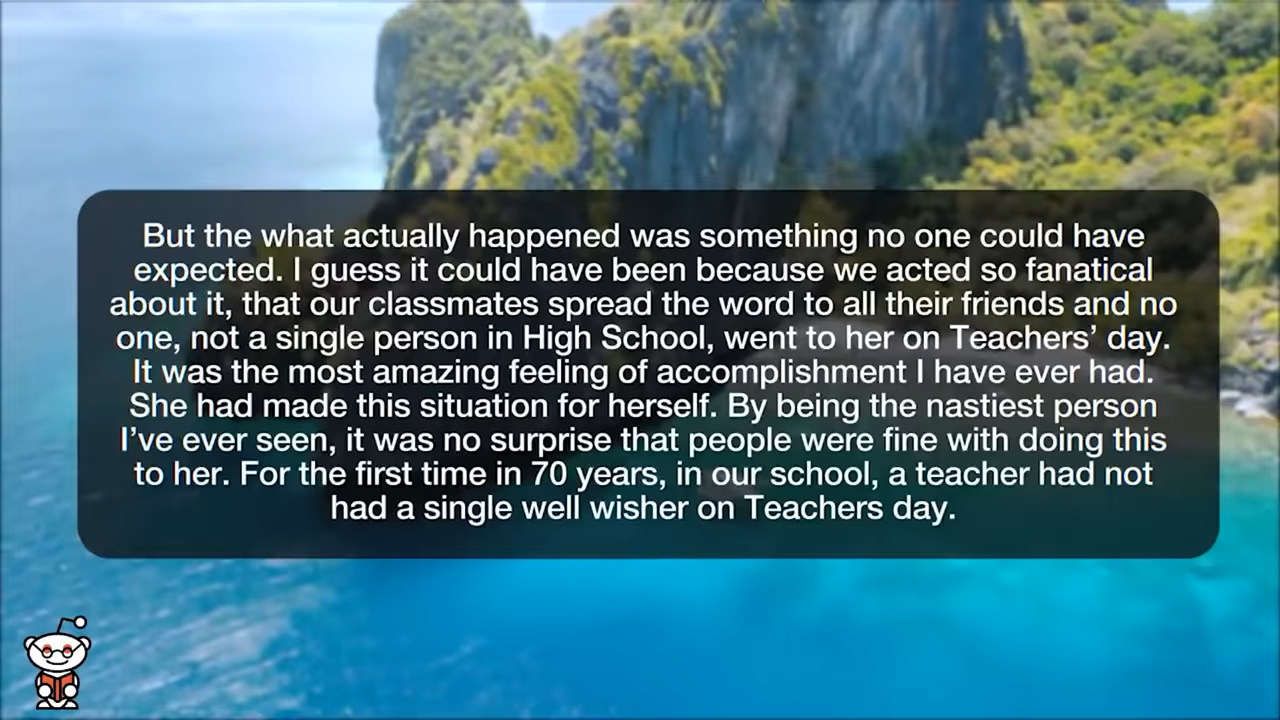 But the what actually happened was something no one could have
expected. I guess it could have been because we acted so fanatical
about it, that our classmates spread the word to all their friends and no
one, not a single person in High School, went to her on Teachers’ day.
It was the most amazing feeling of accomplishment I have ever had.
She had made this situation for herself. By being the nastiest person
I’ve ever seen, it was no surprise that people were fine with doing this
to her. For the first time in 70 years, in our school, a teacher had not
had a single well wisher on Teachers day.